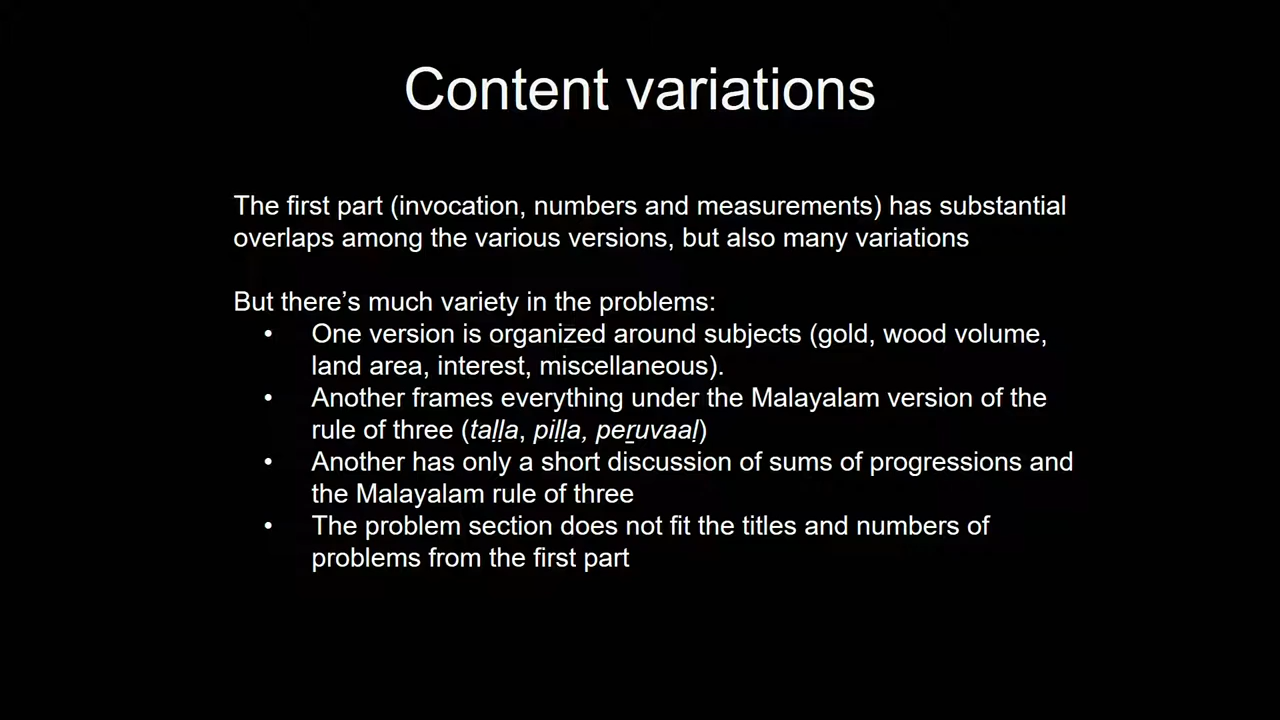 Content variations
The first part (invocation, numbers and measurements) has substantial
overlaps among the various versions, but also many variations
But there’s much variety in the problems:
• One version is organized around subjects (gold, wood volume,
land area, interest, miscellaneous).
• Another frames everything under the Malayalam version of the
rule of three (taḷḷa, piḷḷa, peṟuvaaḷ)
• Another has only a short discussion of sums of progressions and
the Malayalam rule of three
• The problem section does not fit the titles and numbers of
problems from the first part